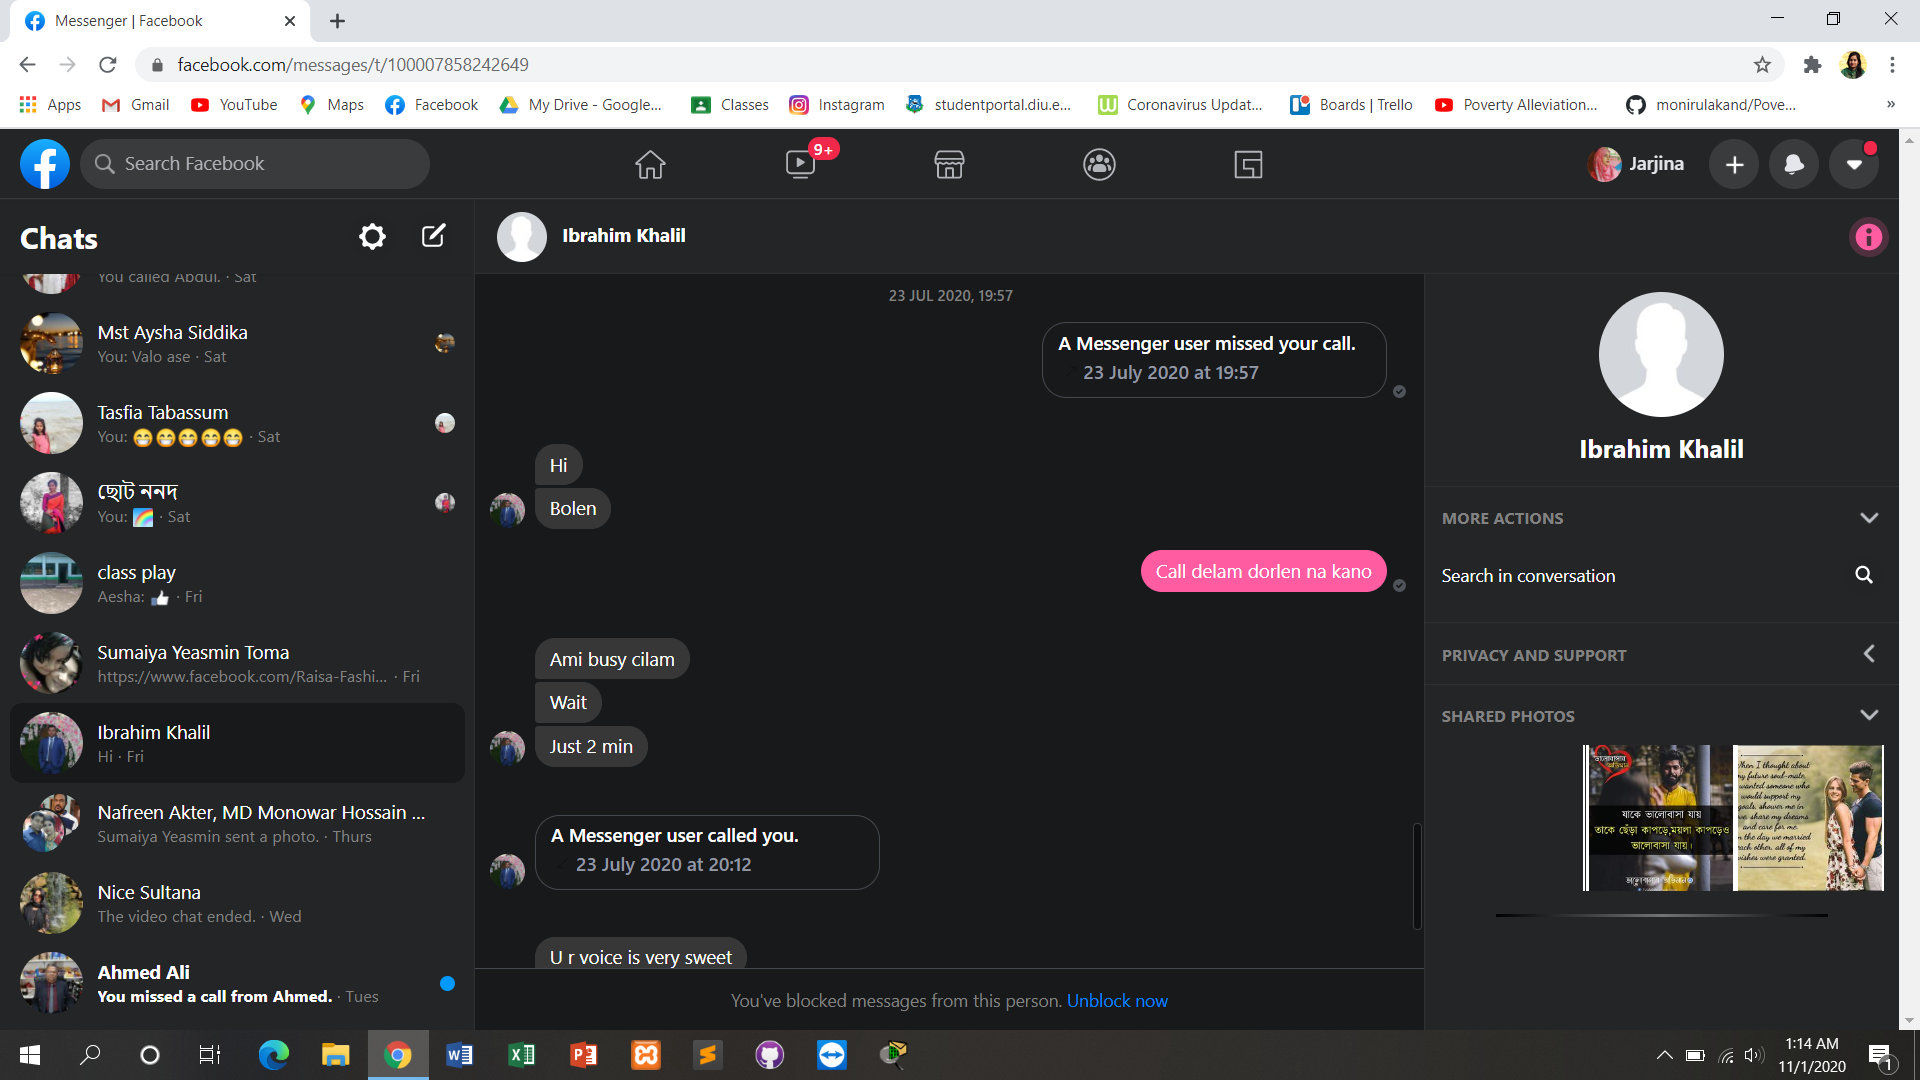 Messenger | Facebook
facebook.com/messages/t/100007858242649
Apps
Gmail
YouTube
Maps
Facebook
My Drive - Google...
Classes
Instagram
studentportal.diu.e...
Coronavirus Updat...
Boards | Trello
Poverty Alleviation...
monirulakand/Pove...
»
Search Facebook
9+
Jarjina
Chats
You called Abdul. · Sat
Mst Aysha Siddika
You: Valo ase · Sat
Tasfia Tabassum
You: 😁😁😁😁😁 · Sat
ছোট ননদ
You: 🌈 · Sat
class play
Aesha: 👍 · Fri
Sumaiya Yeasmin Toma
https://www.facebook.com/Raisa-Fashi... · Fri
Ibrahim Khalil
Hi · Fri
Nafreen Akter, MD Monowar Hossain ...
Sumaiya Yeasmin sent a photo. · Thurs
Nice Sultana
The video chat ended. · Wed
Ahmed Ali
You missed a call from Ahmed. · Tues
Ibrahim Khalil
23 JUL 2020, 19:57
A Messenger user missed your call.
23 July 2020 at 19:57
Hi
Bolen
Call delam dorlen na kano
Ami busy cilam
Wait
Just 2 min
A Messenger user called you.
23 July 2020 at 20:12
U r voice is very sweet
You've blocked messages from this person. Unblock now
Ibrahim Khalil
MORE ACTIONS
Search in conversation
PRIVACY AND SUPPORT
SHARED PHOTOS
যাকে ভালোবাসা যায়
তাকে ছেঁড়া কাপড়ে,ময়লা কাপড়েও
ভালোবাসা যায়।
When I thought about
my future soul-mate,
wanted someone who
would support my
goals, shower me in
love, share my dreams
and care for me.
On the day we married
each other, all of my
wishes were granted.
1:14 AM
11/1/2020
1